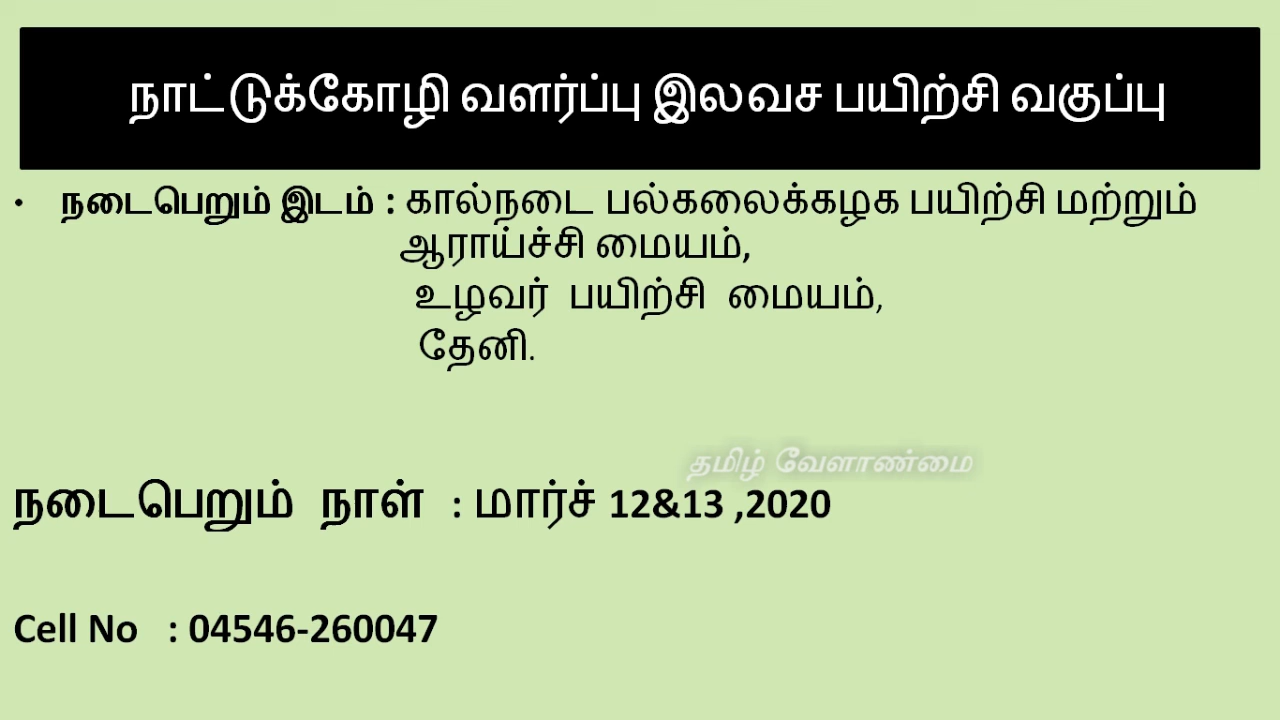 நாட்டுக்கோழி வளர்ப்பு இலவச பயிற்சி வகுப்பு
• நடைபெறும் இடம் : கால்நடை பல்கலைக்கழக பயிற்சி மற்றும்
ஆராய்ச்சி மையம்,
உழவர் பயிற்சி மையம்,
தேனி.
தமிழ் வேளாண்மை
நடைபெறும் நாள் : மார்ச் 12&13 ,2020
Cell No : 04546-260047